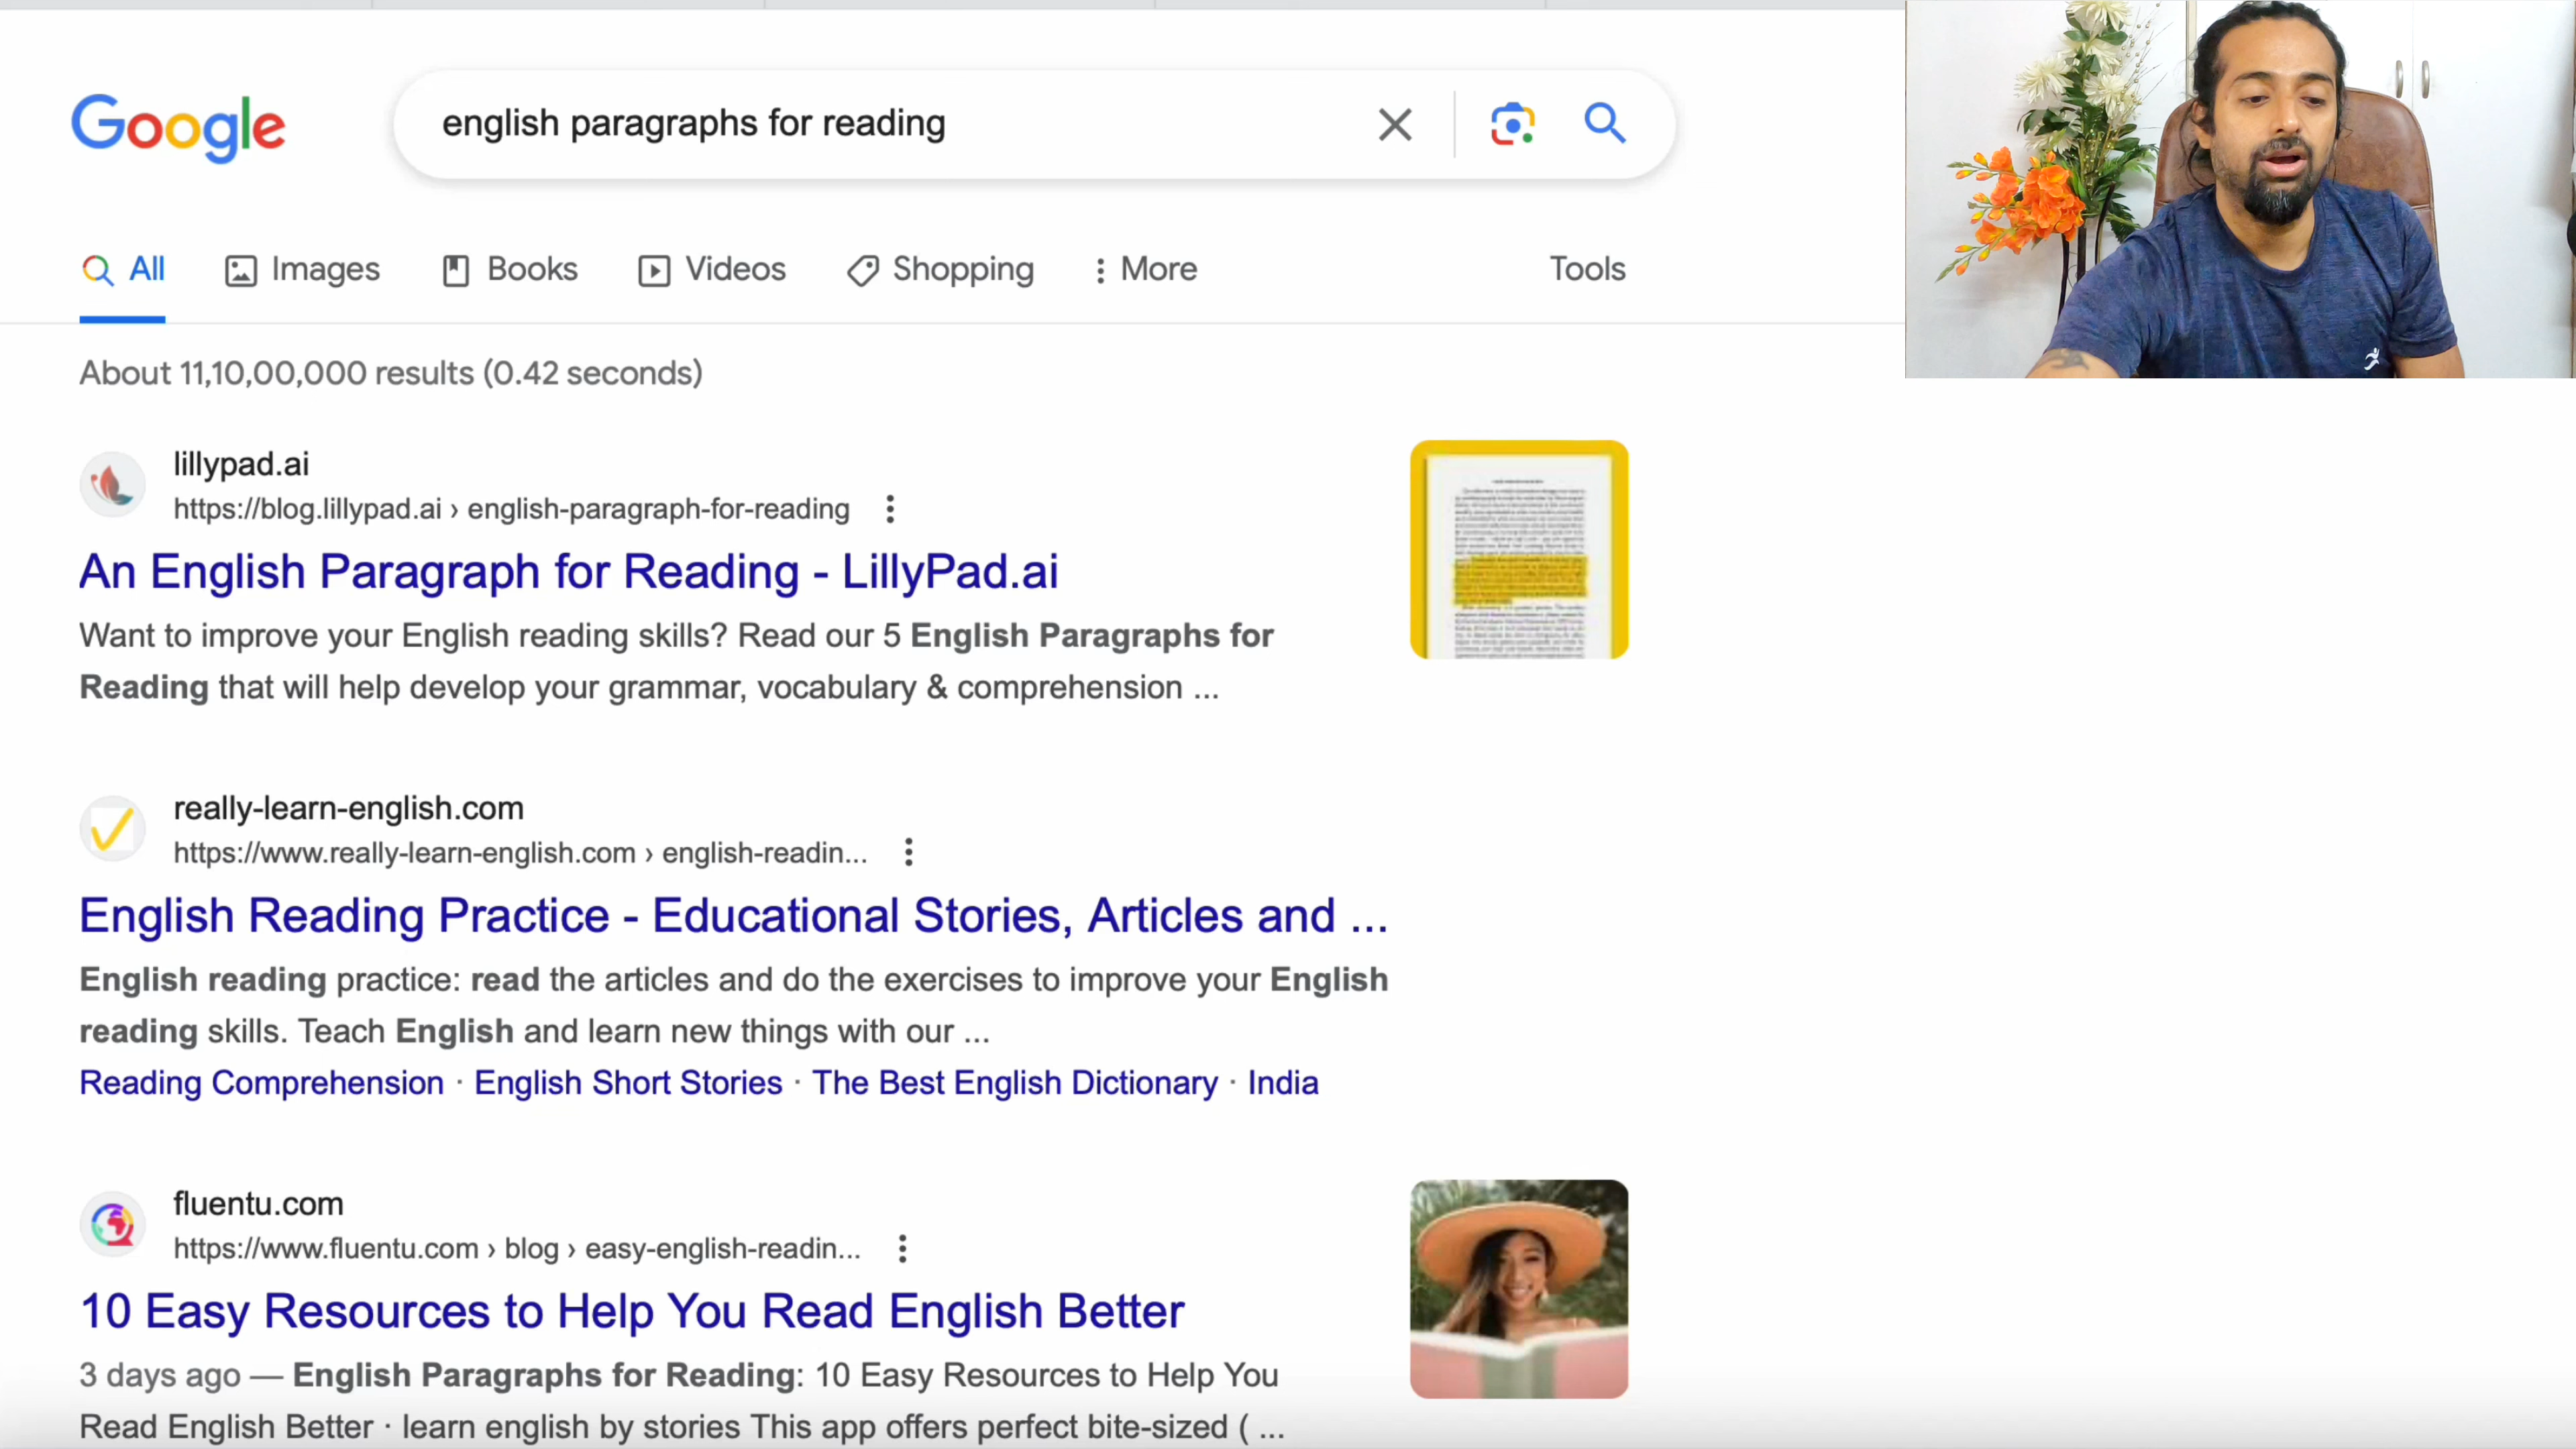 Google
english paragraphs for reading
All Images Books Videos Shopping More Tools
About 11,10,00,000 results (0.42 seconds)
lillypad.ai
https://blog.lillypad.ai › english-paragraph-for-reading
An English Paragraph for Reading - LillyPad.ai
Want to improve your English reading skills? Read our 5 English Paragraphs for
Reading that will help develop your grammar, vocabulary & comprehension ...
really-learn-english.com
https://www.really-learn-english.com › english-readin...
English Reading Practice - Educational Stories, Articles and ...
English reading practice: read the articles and do the exercises to improve your English
reading skills. Teach English and learn new things with our ...
Reading Comprehension · English Short Stories · The Best English Dictionary · India
fluentu.com
https://www.fluentu.com › blog › easy-english-readin...
10 Easy Resources to Help You Read English Better
3 days ago — English Paragraphs for Reading: 10 Easy Resources to Help You
Read English Better · learn english by stories This app offers perfect bite-sized ( ...